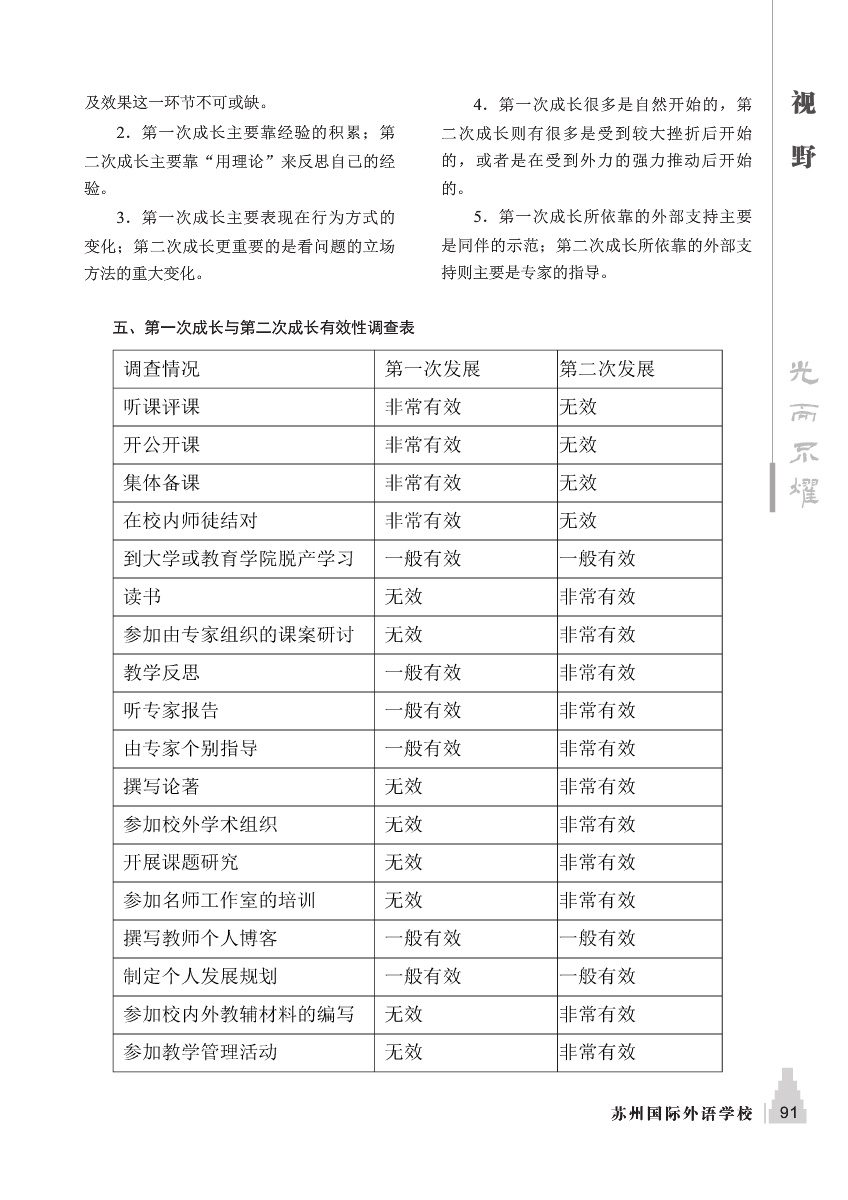 及效果这一环节不可或缺。
2．第一次成长主要靠经验的积累；第
二次成长主要靠“用理论”来反思自己的经
验。
3．第一次成长主要表现在行为方式的
变化；第二次成长更重要的是看问题的立场
方法的重大变化。
4．第一次成长很多是自然开始的，第
二次成长则有很多是受到较大挫折后开始
的，或者是在受到外力的强力推动后开始
的。
5．第一次成长所依靠的外部支持主要
是同伴的示范；第二次成长所依靠的外部支
持则主要是专家的指导。
五、第一次成长与第二次成长有效性调查表
调查情况 第一次发展 第二次发展
听课评课 非常有效 无效
开公开课 非常有效 无效
集体备课 非常有效 无效
在校内师徒结对 非常有效 无效
到大学或教育学院脱产学习 一般有效 一般有效
读书 无效 非常有效
参加由专家组织的课案研讨 无效 非常有效
教学反思 一般有效 非常有效
听专家报告 一般有效 非常有效
由专家个别指导 一般有效 非常有效
撰写论著 无效 非常有效
参加校外学术组织 无效 非常有效
开展课题研究 无效 非常有效
参加名师工作室的培训 无效 非常有效
撰写教师个人博客 一般有效 一般有效
制定个人发展规划 一般有效 一般有效
参加校内外教辅材料的编写 无效 非常有效
参加教学管理活动 无效 非常有效
视野
光而不耀
苏州国际外语学校 91